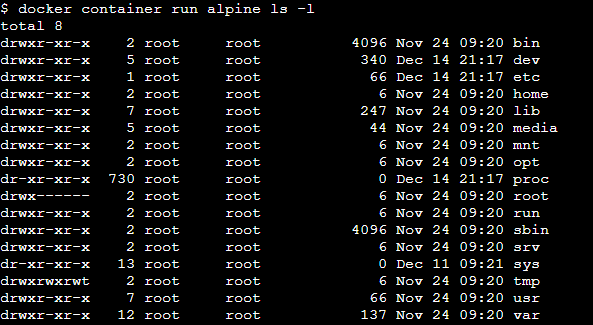 $ docker container run alpine ls -l
total 8
drwxr-xr-x    2 root     root          4096 Nov 24 09:20 bin
drwxr-xr-x    5 root     root           340 Dec 14 21:17 dev
drwxr-xr-x    1 root     root            66 Dec 14 21:17 etc
drwxr-xr-x    2 root     root             6 Nov 24 09:20 home
drwxr-xr-x    7 root     root           247 Nov 24 09:20 lib
drwxr-xr-x    5 root     root            44 Nov 24 09:20 media
drwxr-xr-x    2 root     root             6 Nov 24 09:20 mnt
drwxr-xr-x    2 root     root             6 Nov 24 09:20 opt
dr-xr-xr-x  730 root     root             0 Dec 14 21:17 proc
drwx------    2 root     root             6 Nov 24 09:20 root
drwxr-xr-x    2 root     root             6 Nov 24 09:20 run
drwxr-xr-x    2 root     root          4096 Nov 24 09:20 sbin
drwxr-xr-x    2 root     root             6 Nov 24 09:20 srv
dr-xr-xr-x   13 root     root             0 Dec 11 09:21 sys
drwxrwxrwt    2 root     root             6 Nov 24 09:20 tmp
drwxr-xr-x    7 root     root            66 Nov 24 09:20 usr
drwxr-xr-x   12 root     root           137 Nov 24 09:20 var